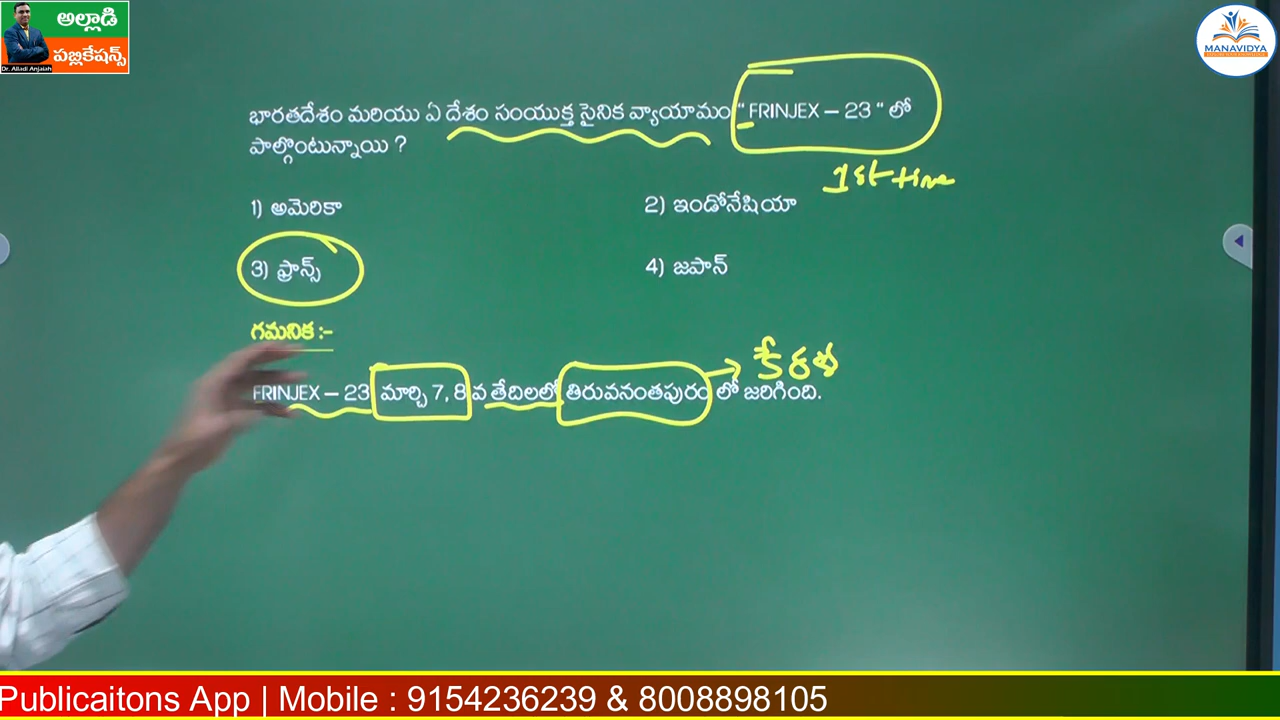 అల్లాడి
పబ్లికేషన్స్
Dr. Alladi Anjaiah
MANAVIDYA
భారతదేశం మరియు ఏ దేశం సంయుక్త సైనిక వ్యాయామం “ FRINJEX – 23 “ లో
పాల్గొంటున్నాయి ?
1st time
1) అమెరికా
2) ఇండోనేషియా
3) ఫ్రాన్స్
4) జపాన్
గమనిక :-
కేరళ
FRINJEX – 23 మార్చి 7, 8 వ తేదిలలో తిరువనంతపురం లో జరిగింది.
Publicaitons App | Mobile : 9154236239 & 8008898105